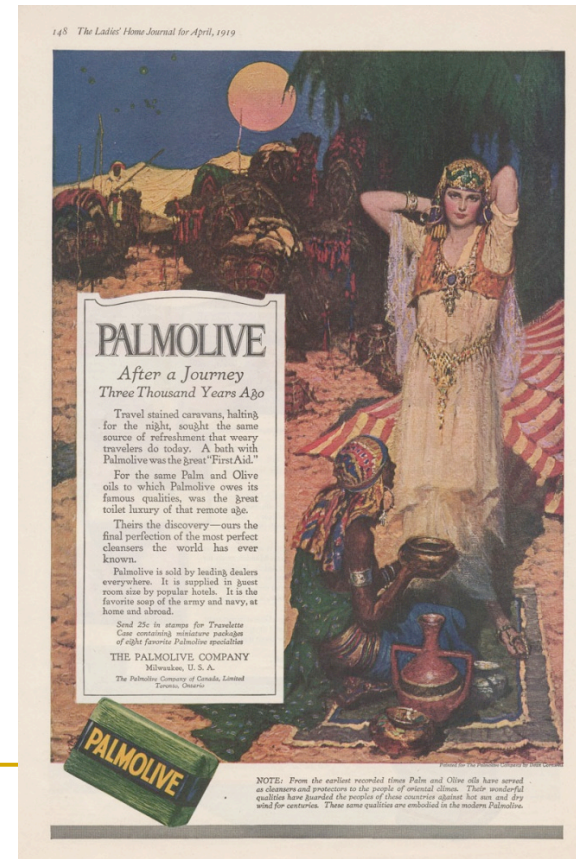 148 The Ladies' Home Journal for April, 1919
PALMOLIVE
After a Journey
Three Thousand Years Ago
Travel stained caravans, halting
for the night, sought the same
source of refreshment that weary
travelers do today. A bath with
Palmolive was the great "First Aid."
For the same Palm and Olive
oils to which Palmolive owes its
famous qualities, was the great
toilet luxury of that remote age.
Theirs the discovery—ours the
final perfection of the most perfect
cleansers the world has ever
known.
Palmolive is sold by leading dealers
everywhere. It is supplied in guest
room size by popular hotels. It is the
favorite soap of the army and navy, at
home and abroad.
Send 25c in stamps for Travelette
Case containing miniature packages
of eight favorite Palmolive specialties
THE PALMOLIVE COMPANY
Milwaukee, U. S. A.
The Palmolive Company of Canada, Limited
Toronto, Ontario
PALMOLIVE
Painted for The Palmolive Company by
NOTE: From the earliest recorded times Palm and Olive oils have served
as cleansers and protectors to the people of oriental climes. Their wonderful
qualities have guarded the peoples of these countries against hot sun and dry
wind for centuries. These same qualities are embodied in the modern Palmolive.